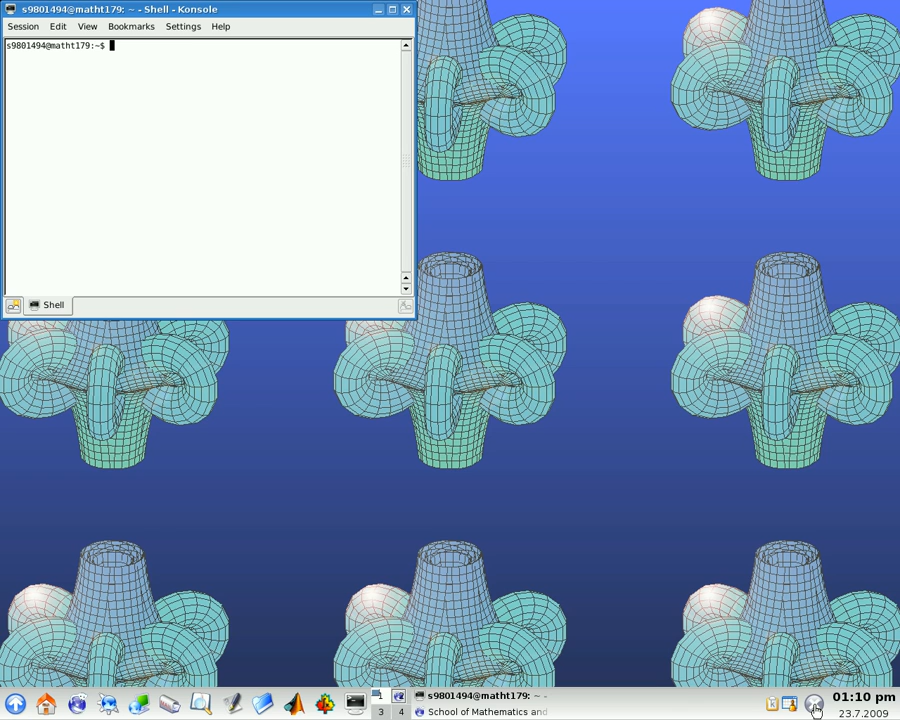 s9801494@matht179: ~ - Shell - Konsole
Session Edit View Bookmarks Settings Help
s9801494@matht179:~$
Shell
1
3 4
s9801494@matht179: ~ -
School of Mathematics and
01:10 pm
23.7.2009